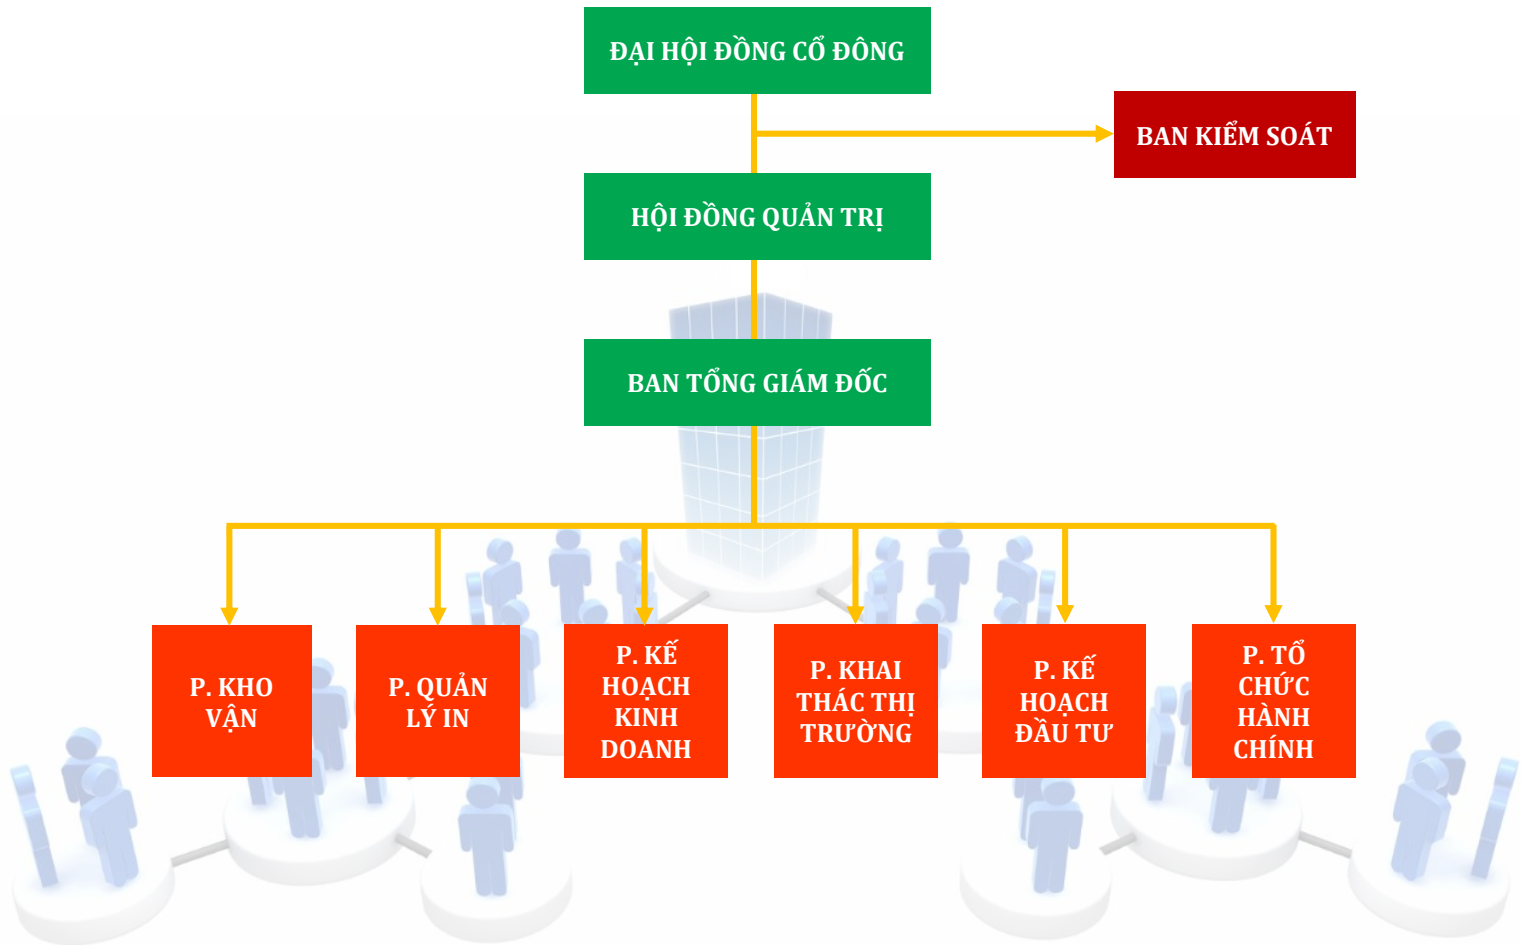 ĐẠI HỘI ĐỒNG CỔ ĐÔNG
BAN KIỂM SOÁT
HỘI ĐỒNG QUẢN TRỊ
BAN TỔNG GIÁM ĐỐC
P. KHO
VẬN
P. QUẢN
LÝ IN
P. KẾ
HOẠCH
KINH
DOANH
P. KHAI
THÁC THỊ
TRƯỜNG
P. KẾ
HOẠCH
ĐẦU TƯ
P. TỔ
CHỨC
HÀNH
CHÍNH